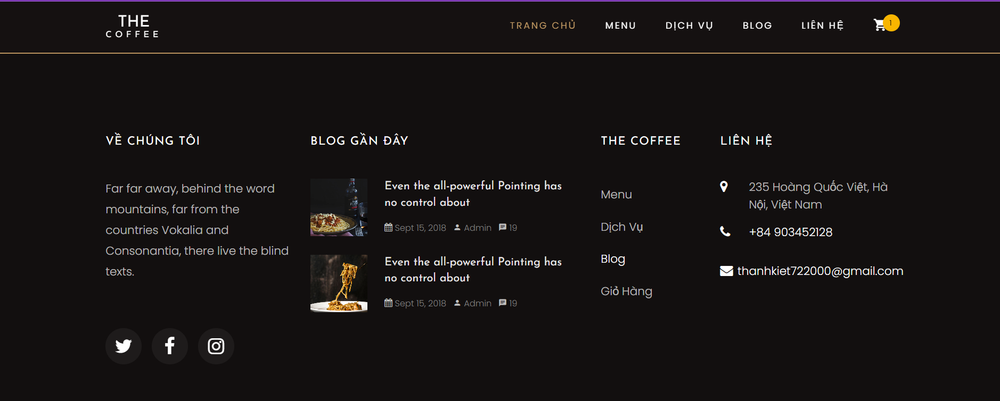 THE
COFFEE
TRANG CHỦ
MENU
DỊCH VỤ
BLOG
LIÊN HỆ
1
VỀ CHÚNG TÔI
Far far away, behind the word
mountains, far from the
countries Vokalia and
Consonantia, there live the blind
texts.
BLOG GẦN ĐÂY
Even the all-powerful Pointing has
no control about
Sept 15, 2018 Admin 19
Even the all-powerful Pointing has
no control about
Sept 15, 2018 Admin 19
THE COFFEE
Menu
Dịch Vụ
Blog
Giỏ Hàng
LIÊN HỆ
235 Hoàng Quốc Việt, Hà
Nội, Việt Nam
+84 903452128
thanhkiet722000@gmail.com